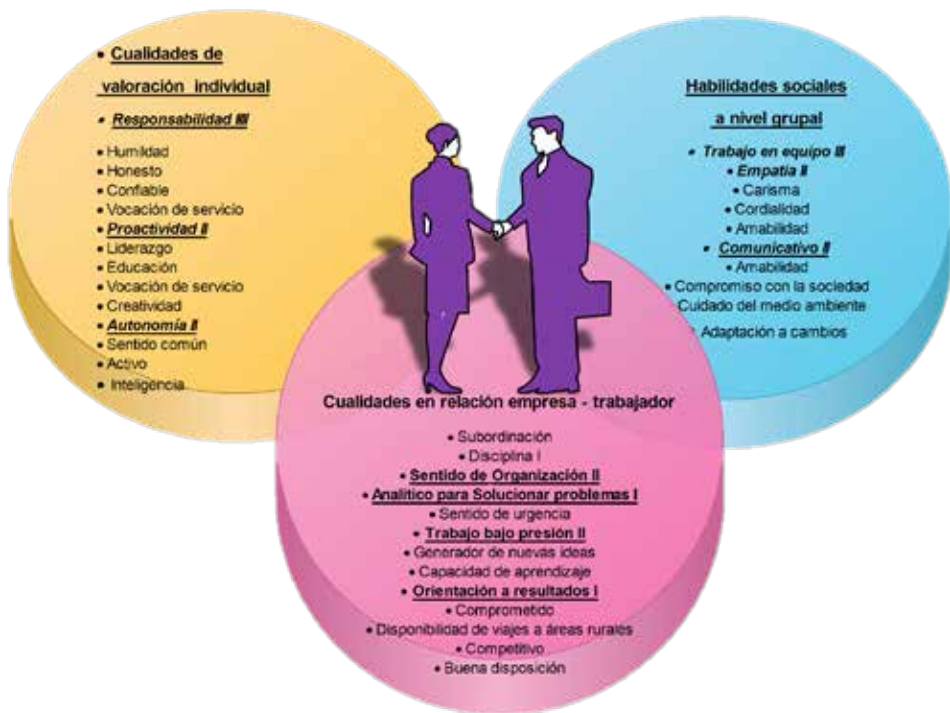 • Cualidades de
valoración individual
• Responsabilidad III
• Humildad
• Honesto
• Confiable
• Vocación de servicio
• Proactividad II
• Liderazgo
• Educación
• Vocación de servicio
• Creatividad
• Autonomía II
• Sentido común
• Activo
• Inteligencia
Habilidades sociales
a nivel grupal
• Trabajo en equipo III
• Empatia II
• Carisma
• Cordialidad
• Amabilidad
• Comunicativo II
• Amabilidad
• Compromiso con la sociedad
Cuidado del medio ambiente
Adaptación a cambios
Cualidades en relación empresa - trabajador
• Subordinación
• Disciplina I
• Sentido de Organización II
• Analítico para Solucionar problemas I
• Sentido de urgencia
• Trabajo bajo presión II
• Generador de nuevas ideas
• Capacidad de aprendizaje
• Orientación a resultados I
• Comprometido
• Disponibilidad de viajes a áreas rurales
• Competitivo
• Buena disposición